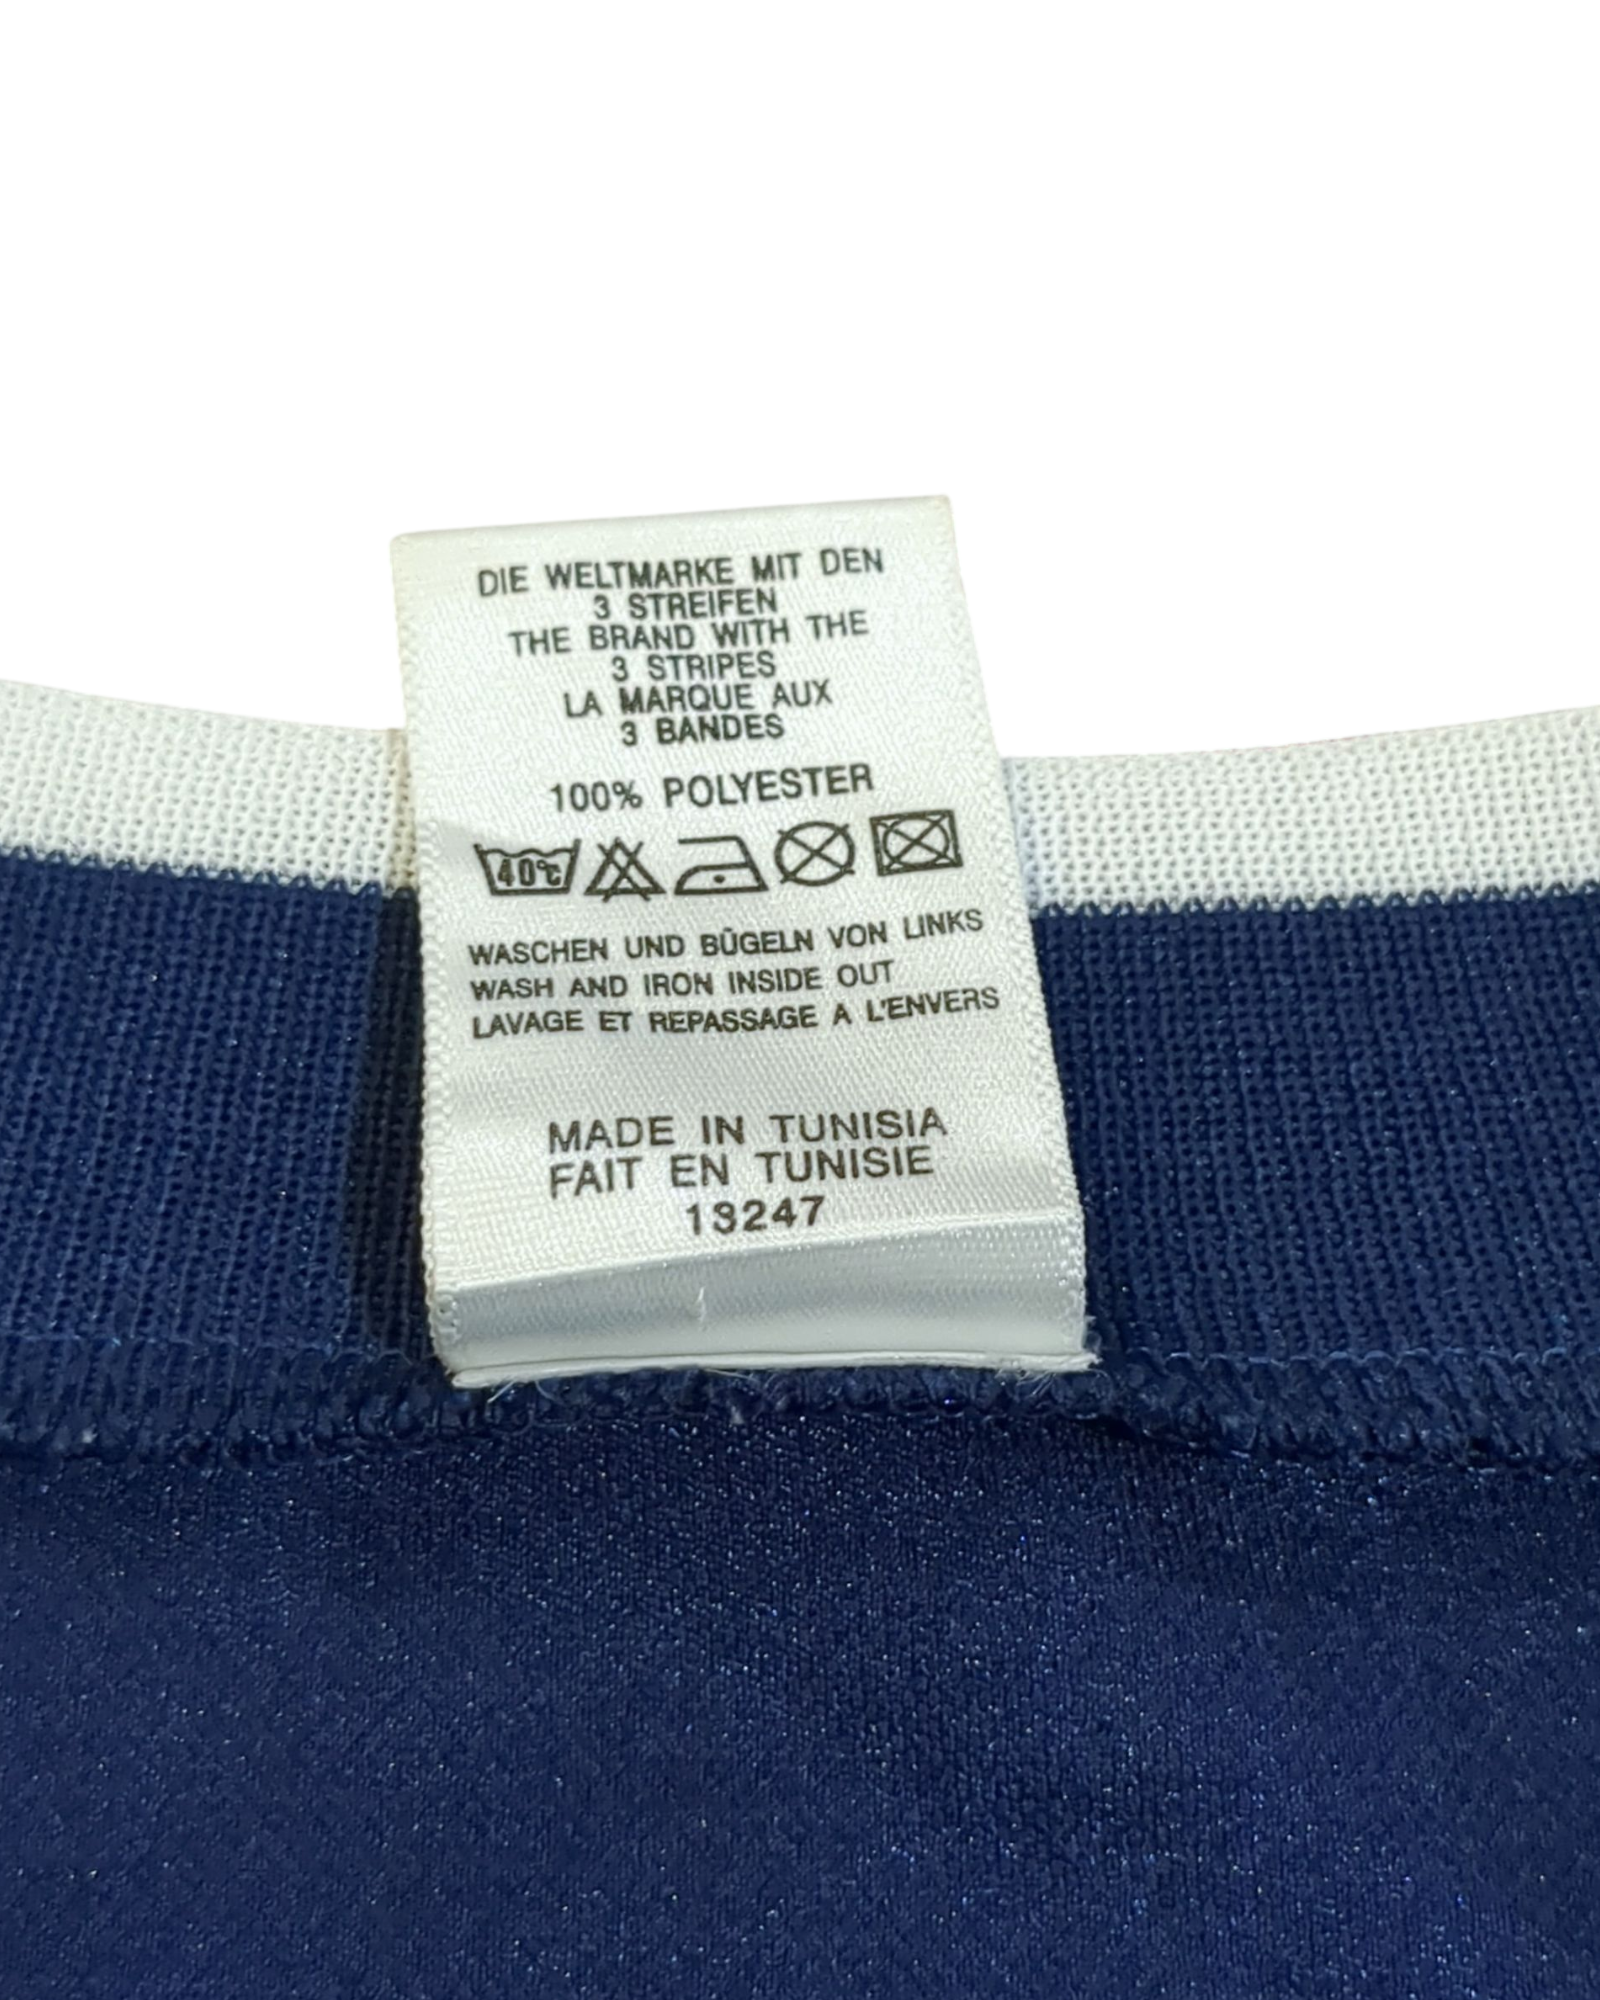 DIE WELTMARKE MIT DEN
3 STREIFEN
THE BRAND WITH THE
3 STRIPES
LA MARQUE AUX
3 BANDES
100% POLYESTER
40°C
WASCHEN UND BÜGELN VON LINKS
WASH AND IRON INSIDE OUT
LAVAGE ET REPASSAGE A L'ENVERS
MADE IN TUNISIA
FAIT EN TUNISIE
13247